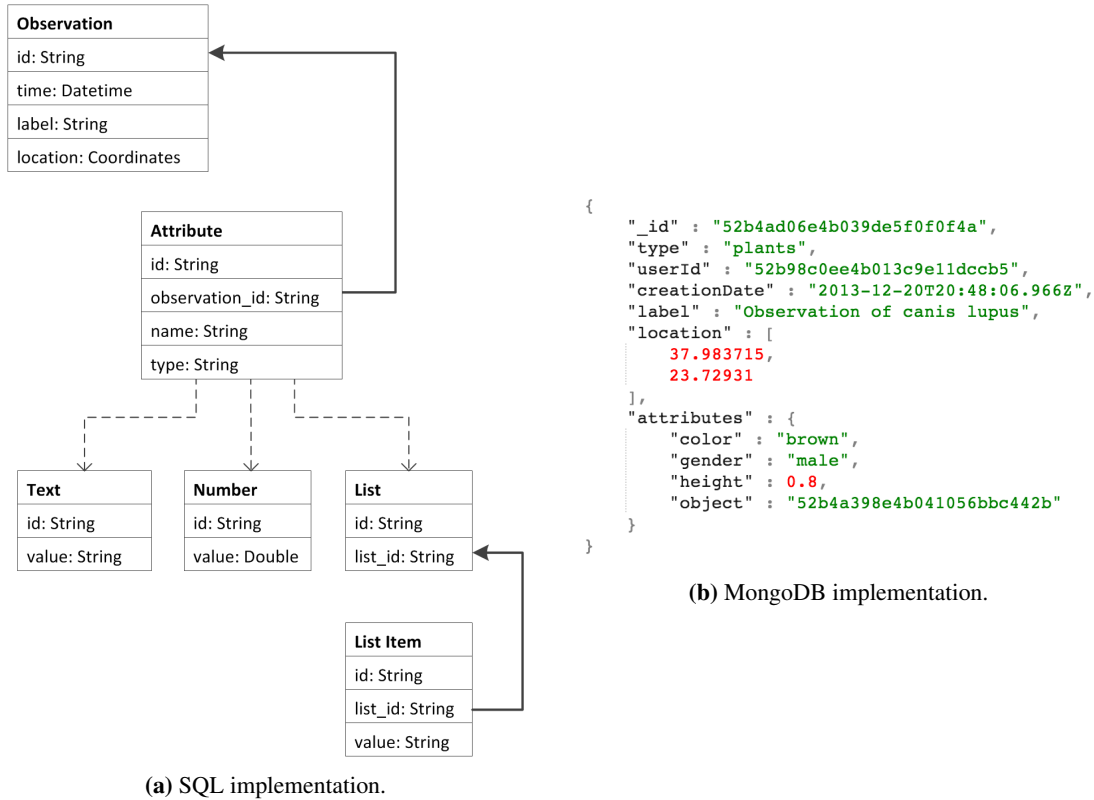 Observation
id: String
time: Datetime
label: String
location: Coordinates
Attribute
id: String
observation_id: String
name: String
type: String
Text
id: String
value: String
Number
id: String
value: Double
List
id: String
list_id: String
List Item
id: String
list_id: String
value: String
(a) SQL implementation.
{
"_id" : "52b4ad06e4b039de5f0f0f4a",
"type" : "plants",
"userId" : "52b98c0ee4b013c9e11dccb5",
"creationDate" : "2013-12-20T20:48:06.966Z",
"label" : "Observation of canis lupus",
"location" : [
37.983715,
23.72931
],
"attributes" : {
"color" : "brown",
"gender" : "male",
"height" : 0.8,
"object" : "52b4a398e4b041056bbc442b"
}
}
(b) MongoDB implementation.